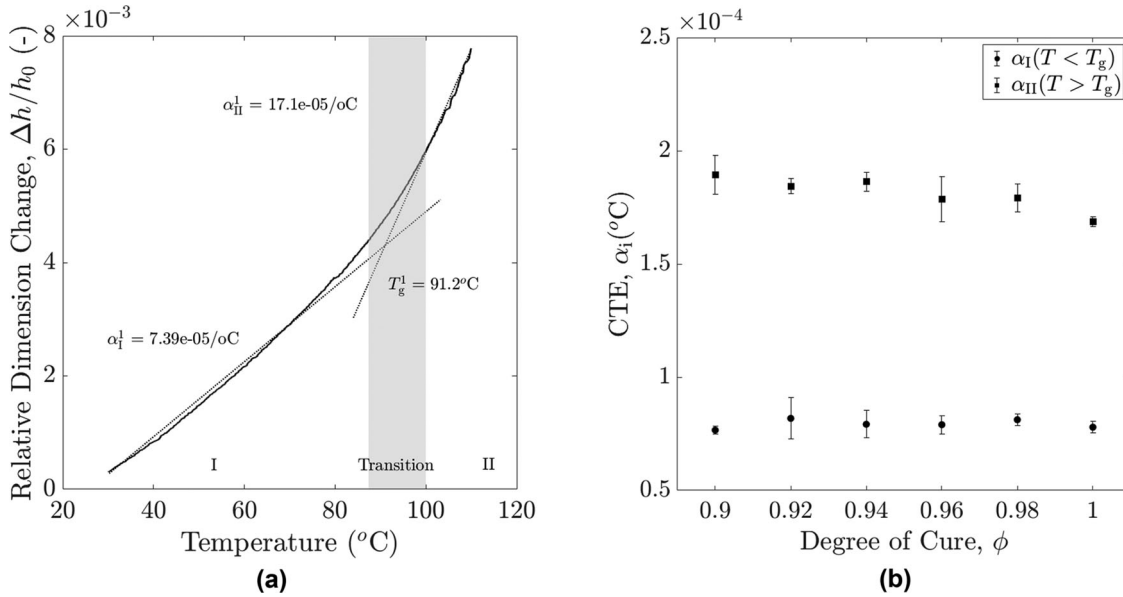 ×10⁻³
8
6
4
2
0
Relative Dimension Change, Δh/h₀ (-)
α¹_II = 17.1e-05/oC
α¹_I = 7.39e-05/oC
T¹_g = 91.2°C
I
Transition
II
20
40
60
80
100
120
Temperature (°C)
(a)
×10⁻⁴
2.5
2
1.5
1
0.5
CTE, αᵢ(°C)
α_I(T < T_g)
α_II(T > T_g)
0.9
0.92
0.94
0.96
0.98
1
Degree of Cure, ϕ
(b)